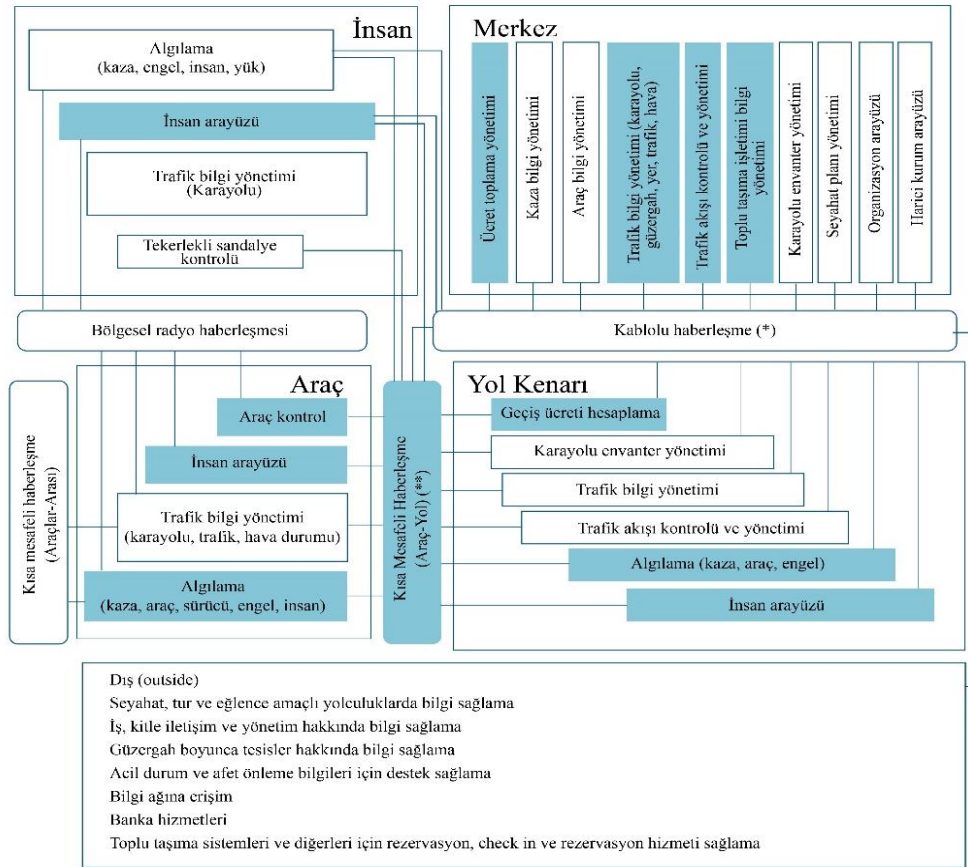 İnsan
Algılama
(kaza, engel, insan, yük)
İnsan arayüzü
Trafik bilgi yönetimi
(Karayolu)
Tekerlekli sandalye
kontrolü
Merkez
Ücret toplama yönetimi
Kaza bilgi yönetimi
Araç bilgi yönetimi
Trafik bilgi yönetimi (karayolu,
güzergah, yer, trafik, hava)
Trafik akışı kontrolü ve yönetimi
Toplu taşıma işletimi bilgi
yönetimi
Karayolu envanter yönetimi
Seyahat planı yönetimi
Organizasyon arayüzü
Harici kurum arayüzü
Bölgesel radyo haberleşmesi
Kablolu haberleşme (*)
Kısa mesafeli haberleşme
(Araçlar-Arası)
Araç
Araç kontrol
İnsan arayüzü
Trafik bilgi yönetimi
(karayolu, trafik, hava durumu)
Algılama
(kaza, araç, sürücü, engel, insan)
Kısa Mesafeli Haberleşme
(Araç-Yol) (**)
Yol Kenarı
Geçiş ücreti hesaplama
Karayolu envanter yönetimi
Trafik bilgi yönetimi
Trafik akışı kontrolü ve yönetimi
Algılama (kaza, araç, engel)
İnsan arayüzü
Dış (outside)
Seyahat, tur ve eğlence amaçlı yolculuklarda bilgi sağlama
İş, kitle iletişim ve yönetim hakkında bilgi sağlama
Güzergah boyunca tesisler hakkında bilgi sağlama
Acil durum ve afet önleme bilgileri için destek sağlama
Bilgi ağına erişim
Banka hizmetleri
Toplu taşıma sistemleri ve diğerleri için rezervasyon, check in ve rezervasyon hizmeti sağlama